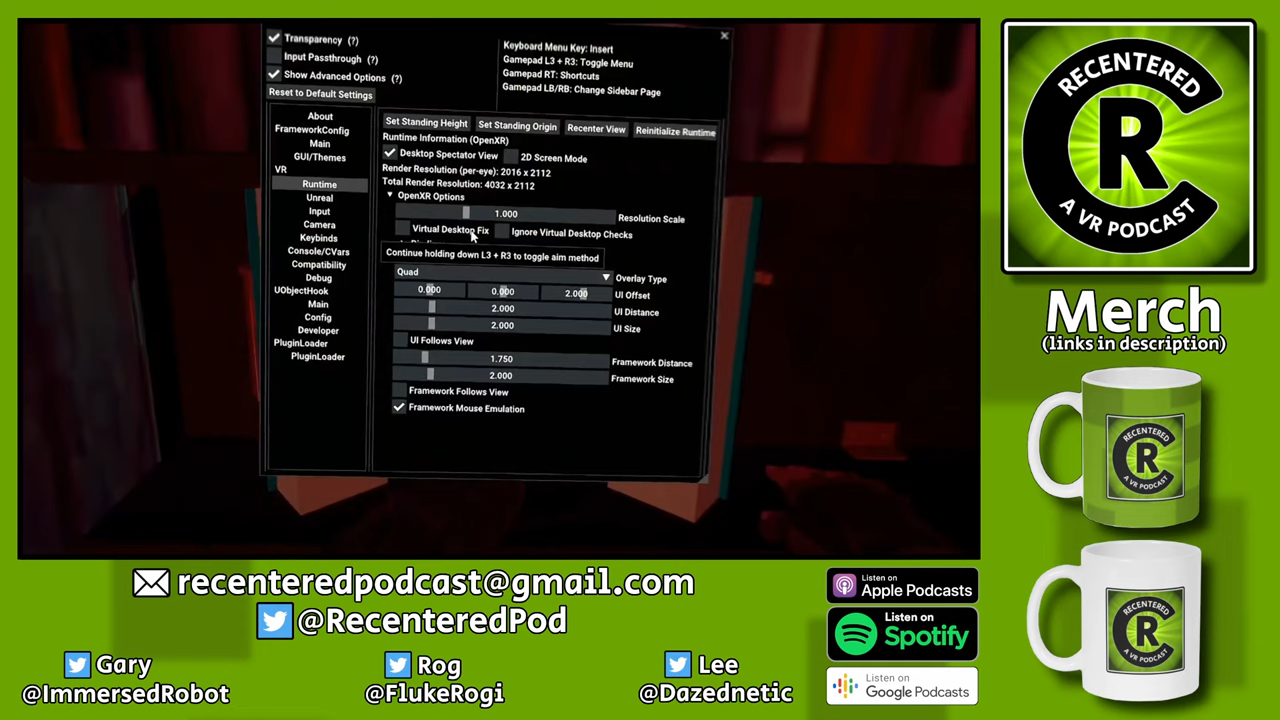 Transparency (?)
Input Passthrough (?)
Show Advanced Options (?)
Reset to Default Settings
Keyboard Menu Key: Insert
Gamepad L3 + R3: Toggle Menu
Gamepad RT: Shortcuts
Gamepad LB/RB: Change Sidebar Page
About
FrameworkConfig
Main
GUI/Themes
VR
Runtime
Unreal
Input
Camera
Keybinds
Console/CVars
Compatibility
Debug
UObjectHook
Main
Config
Developer
PluginLoader
PluginLoader
Set Standing Height Set Standing Origin Recenter View Reinitialize Runtime
Runtime Information (OpenXR)
Desktop Spectator View 2D Screen Mode
Render Resolution (per-eye): 2016 x 2112
Total Render Resolution: 4032 x 2112
OpenXR Options
1.000 Resolution Scale
Virtual Desktop Fix Ignore Virtual Desktop Checks
Continue holding down L3 + R3 to toggle aim method
Quad Overlay Type
0.000 0.000 2.000 UI Offset
2.000 UI Distance
2.000 UI Size
UI Follows View
1.750 Framework Distance
2.000 Framework Size
Framework Follows View
Framework Mouse Emulation
RECENTERED
R
A VR PODCAST
Merch
(links in description)
RECENTERED
R
A VR PODCAST
RECENTERED
R
A VR PODCAST
recenteredpodcast@gmail.com
@RecenteredPod
Gary
@ImmersedRobot
Rog
@FlukeRogi
Lee
@Dazednetic
Listen on
Apple Podcasts
Listen on
Spotify
Listen on
Google Podcasts